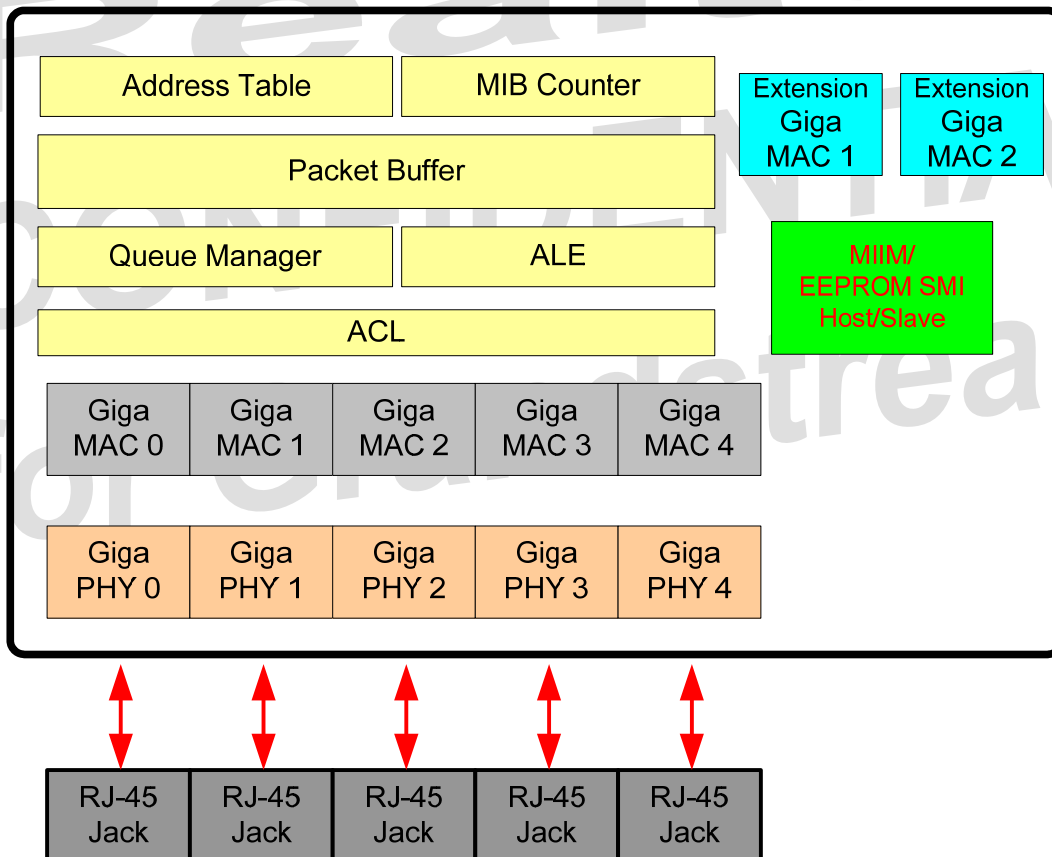 Address Table
MIB Counter
Extension
Giga
MAC 1
Extension
Giga
MAC 2
Packet Buffer
Queue Manager
ALE
MIIM/
EEPROM SMI
Host/Slave
ACL
Giga
MAC 0
Giga
MAC 1
Giga
MAC 2
Giga
MAC 3
Giga
MAC 4
Giga
PHY 0
Giga
PHY 1
Giga
PHY 2
Giga
PHY 3
Giga
PHY 4
RJ-45
Jack
RJ-45
Jack
RJ-45
Jack
RJ-45
Jack
RJ-45
Jack